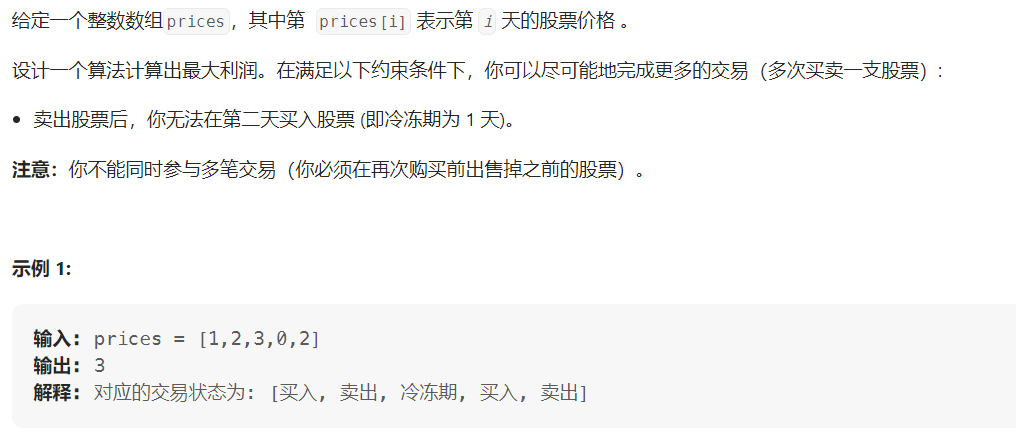 给定一个整数数组prices，其中第 prices[i] 表示第 i 天的股票价格 。
设计一个算法计算出最大利润。在满足以下约束条件下，你可以尽可能地完成更多的交易（多次买卖一支股票）:
• 卖出股票后，你无法在第二天买入股票 (即冷冻期为 1 天)。
注意：你不能同时参与多笔交易（你必须在再次购买前出售掉之前的股票）。
示例 1:
输入: prices = [1,2,3,0,2]
输出: 3
解释: 对应的交易状态为: [买入, 卖出, 冷冻期, 买入, 卖出]